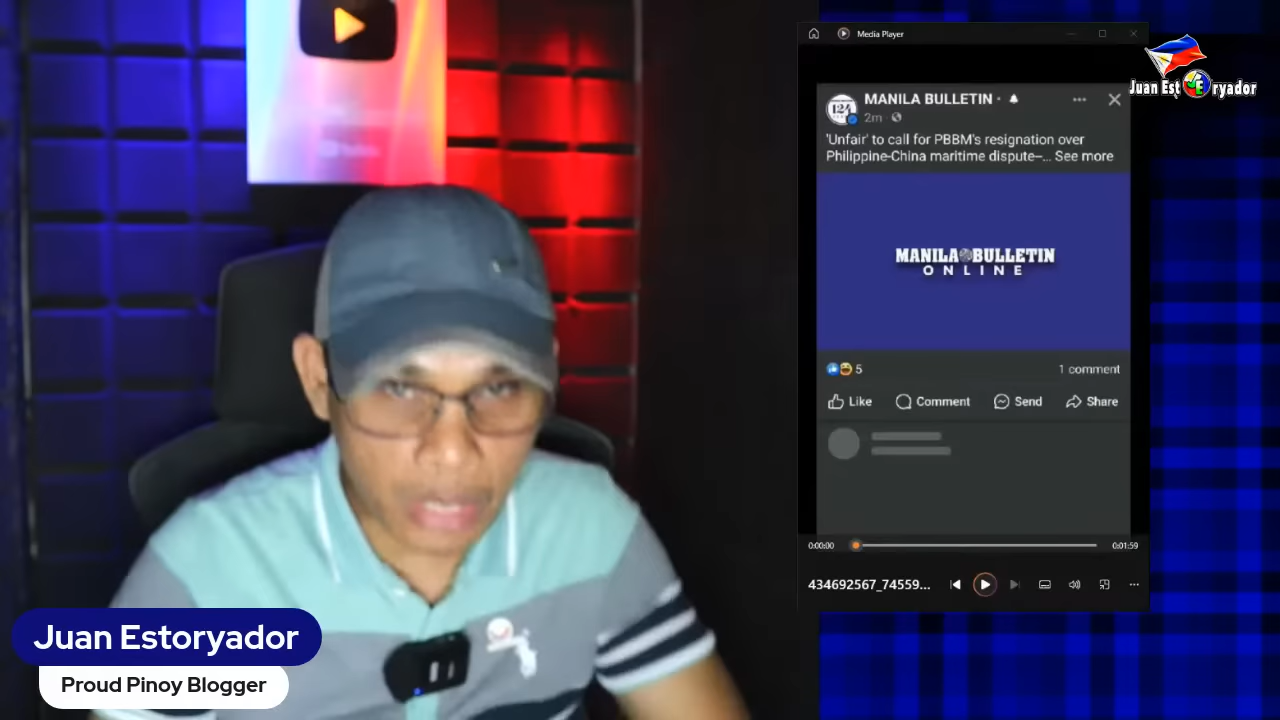 Media Player
Juan Est ryador
MANILA BULLETIN
2m
'Unfair' to call for PBBM's resignation over
Philippine-China maritime dispute–... See more
MANILA BULLETIN
ONLINE
5
1 comment
Like
Comment
Send
Share
0:00:00
0:01:59
434692567_74559...
Juan Estoryador
Proud Pinoy Blogger